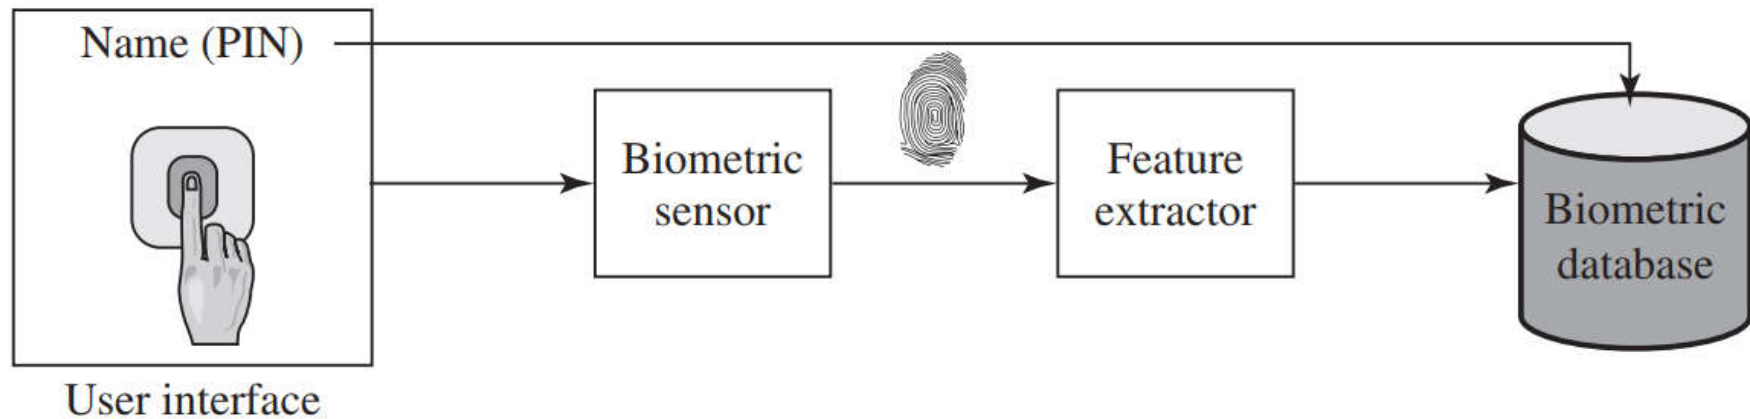 Name (PIN)
Biometric
sensor
Feature
extractor
Biometric
database
User interface